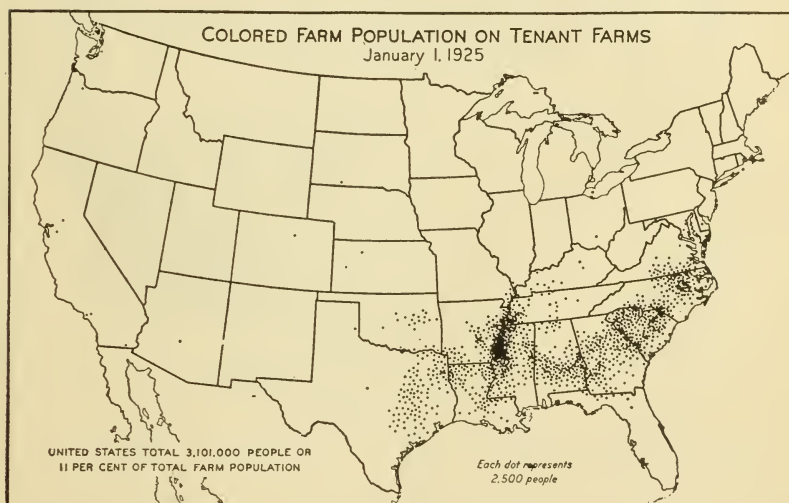 COLORED FARM POPULATION ON TENANT FARMS
January 1, 1925
UNITED STATES TOTAL 3,101,000 PEOPLE OR
11 PER CENT OF TOTAL FARM POPULATION
Each dot represents
2,500 people